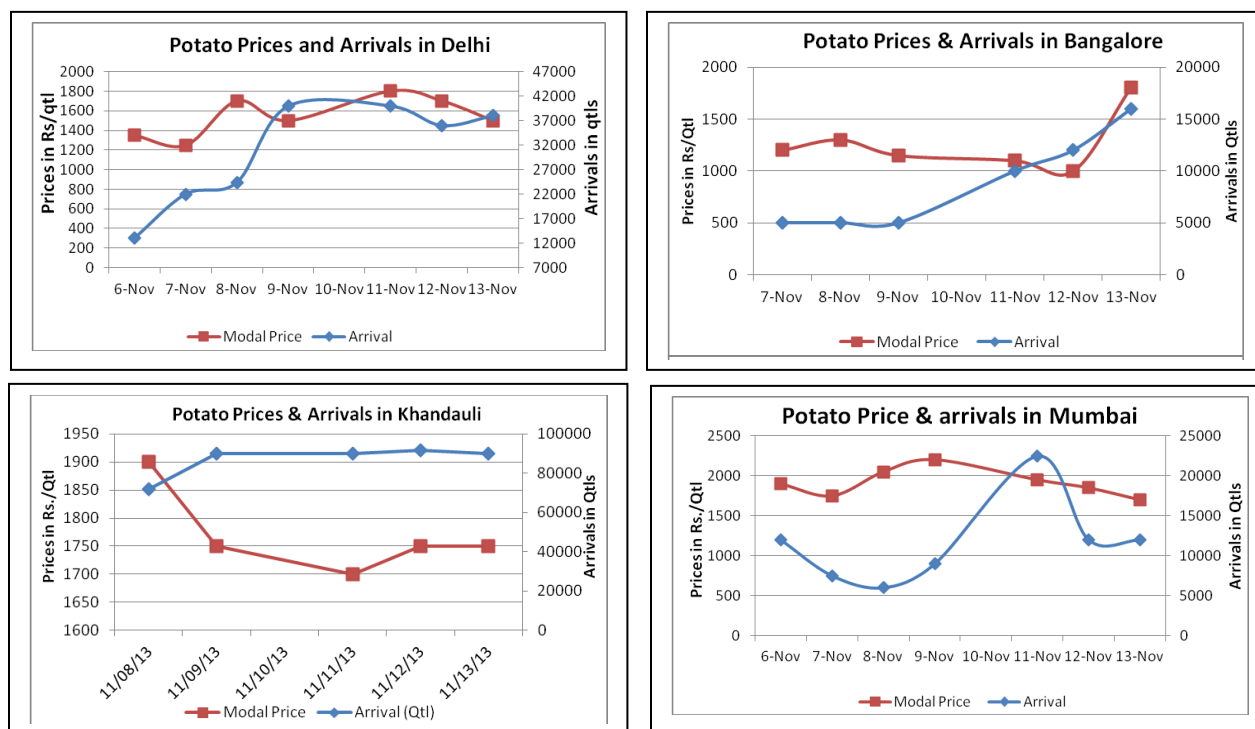 Potato Prices and Arrivals in Delhi
Prices in Rs/qtl
2000
1800
1600
1400
1200
1000
800
600
400
200
0
47000
42000
37000
32000
27000
22000
17000
12000
7000
Arrivals in qtls
6-Nov 7-Nov 8-Nov 9-Nov 10-Nov 11-Nov 12-Nov 13-Nov
Modal Price Arrival
Potato Prices & Arrivals in Bangalore
Prices in Rs/Qtl
2000
1500
1000
500
0
20000
15000
10000
5000
0
Arrivals in Qtls
7-Nov 8-Nov 9-Nov 10-Nov 11-Nov 12-Nov 13-Nov
Modal Price Arrival
Potato Prices & Arrivals in Khandauli
Prices in Rs./Qtl
1950
1900
1850
1800
1750
1700
1650
1600
100000
80000
60000
40000
20000
0
Arrivals in Qtls
11/08/13 11/09/13 11/10/13 11/11/13 11/12/13 11/13/13
Modal Price Arrival (Qtl)
Potato Price & arrivals in Mumbai
Prices in Rs./Qtl
2500
2000
1500
1000
500
0
25000
20000
15000
10000
5000
0
Arrivals in Qtls
6-Nov 7-Nov 8-Nov 9-Nov 10-Nov 11-Nov 12-Nov 13-Nov
Modal Price Arrival